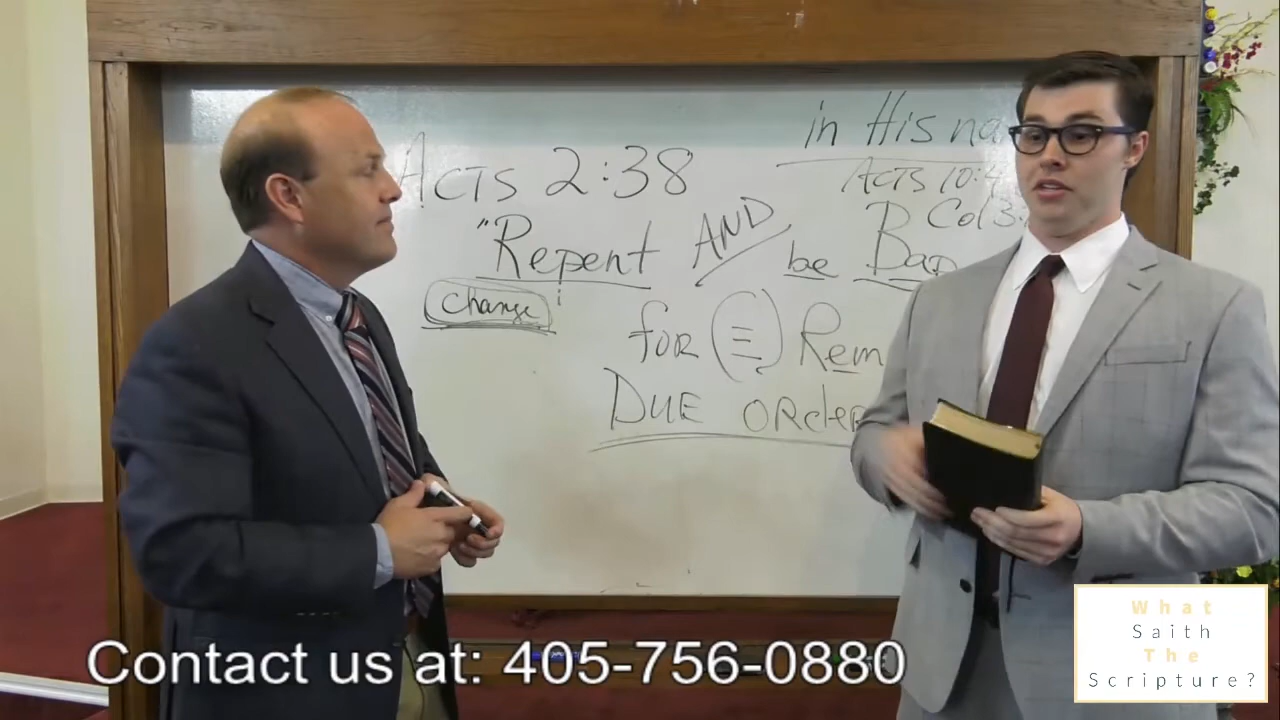 in His na
Acts 2:38
Acts 10:4
Col 3:
"Repent AND be Bap
change
for (=) Rem
Due order
Contact us at: 405-756-0880
What
Saith
The
Scripture?